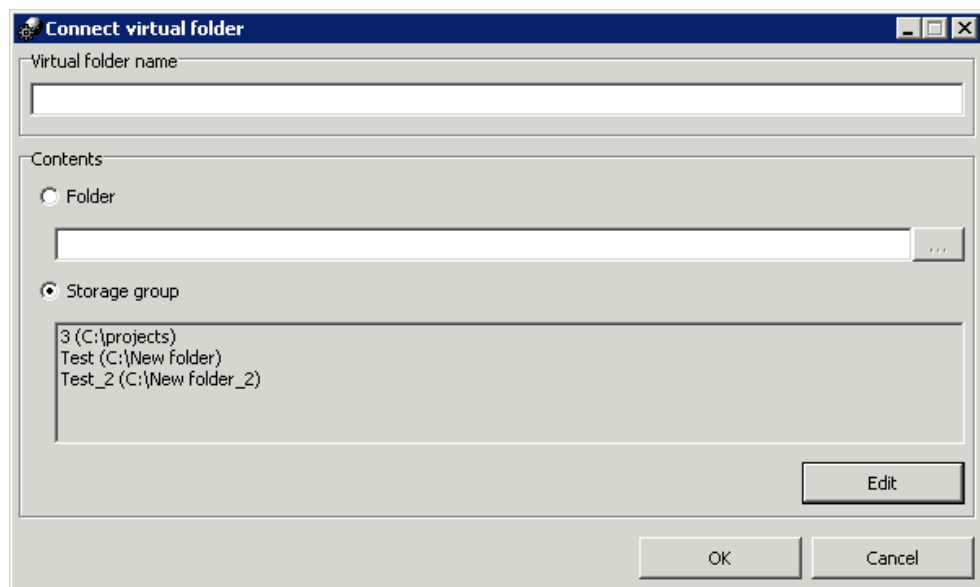 Connect virtual folder
Virtual folder name
Contents
Folder
...
Storage group
3 (C:\projects)
Test (C:\New folder)
Test_2 (C:\New folder_2)
Edit
OK
Cancel